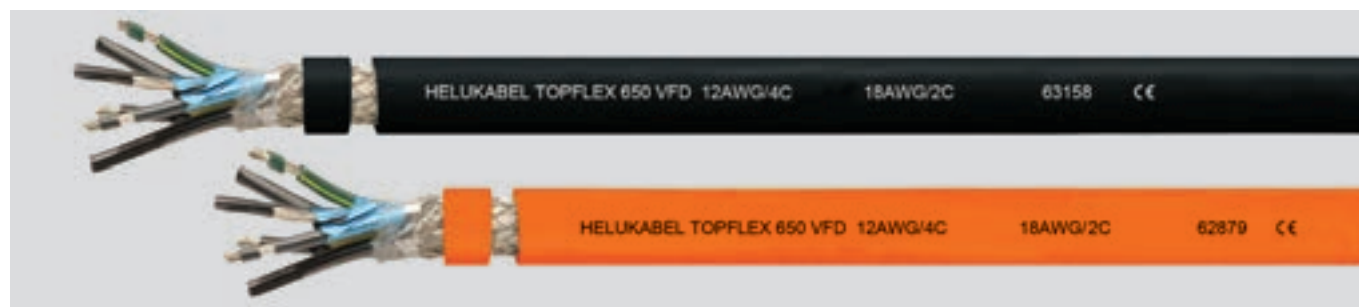 HELUKABEL TOPFLEX 650 VFD 12AWG/4C 18AWG/2C 63158 CE
HELUKABEL TOPFLEX 650 VFD 12AWG/4C 18AWG/2C 62879 CE